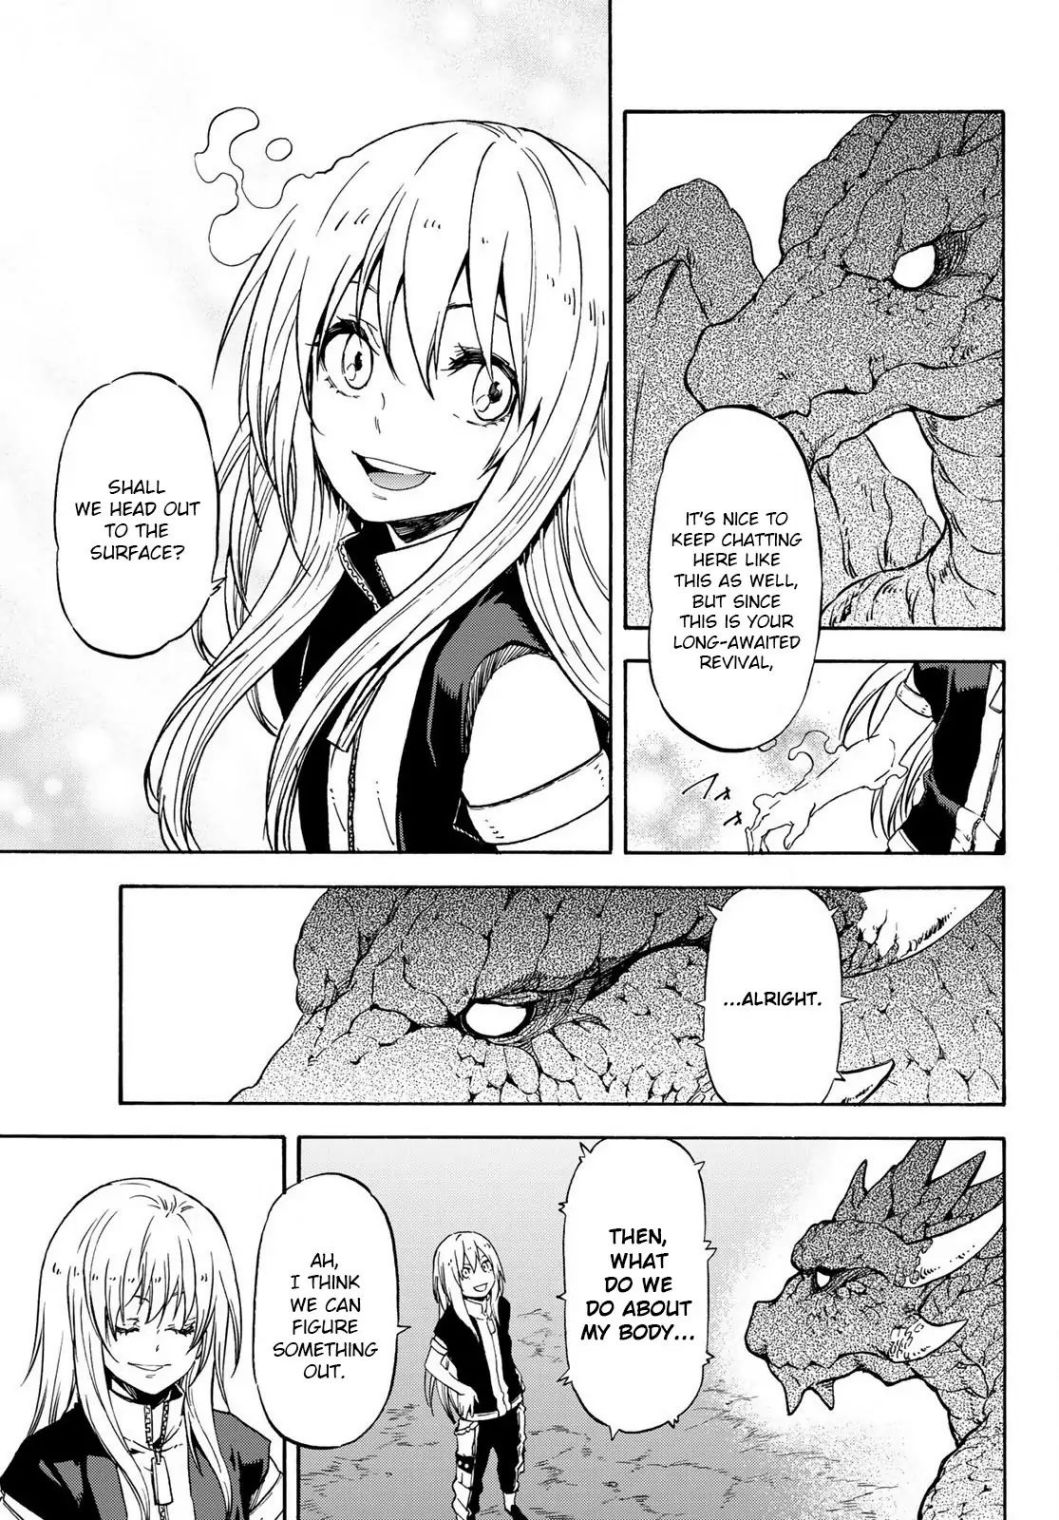 IT'S NICE TO
KEEP CHATTING
HERE LIKE
THIS AS WELL,
BUT SINCE
THIS IS YOUR
LONG-AWAITED
REVIVAL,
SHALL
WE HEAD OUT
TO THE
SURFACE?
...ALRIGHT.
THEN,
WHAT
DO WE
DO ABOUT
MY BODY...
AH,
I THINK
WE CAN
FIGURE
SOMETHING
OUT.